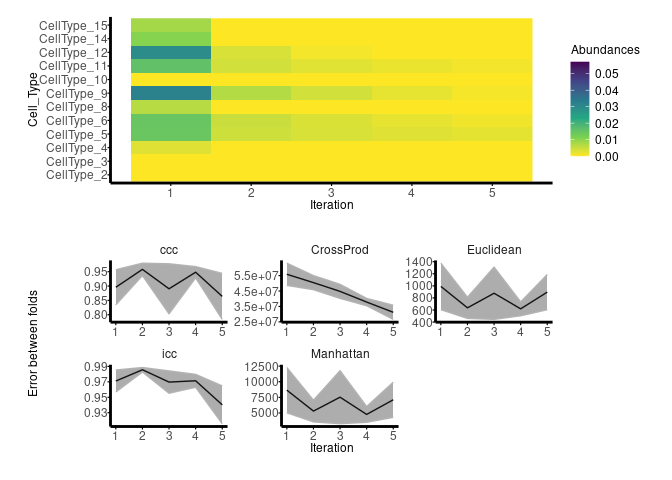 CellType_15
CellType_14
CellType_12
CellType_11
CellType_10
CellType_9
CellType_8
CellType_6
CellType_5
CellType_4
CellType_3
CellType_2
Cell_Type
1 2 3 4 5
Iteration
Abundances
0.05
0.04
0.03
0.02
0.01
0.00
Error between folds
ccc
0.95
0.90
0.85
0.80
1 2 3 4 5
CrossProd
5.5e+07
4.5e+07
3.5e+07
2.5e+07
1 2 3 4 5
Euclidean
1400
1200
1000
800
600
400
1 2 3 4 5
icc
0.99
0.97
0.95
0.93
1 2 3 4 5
Manhattan
12500
10000
7500
5000
1 2 3 4 5
Iteration